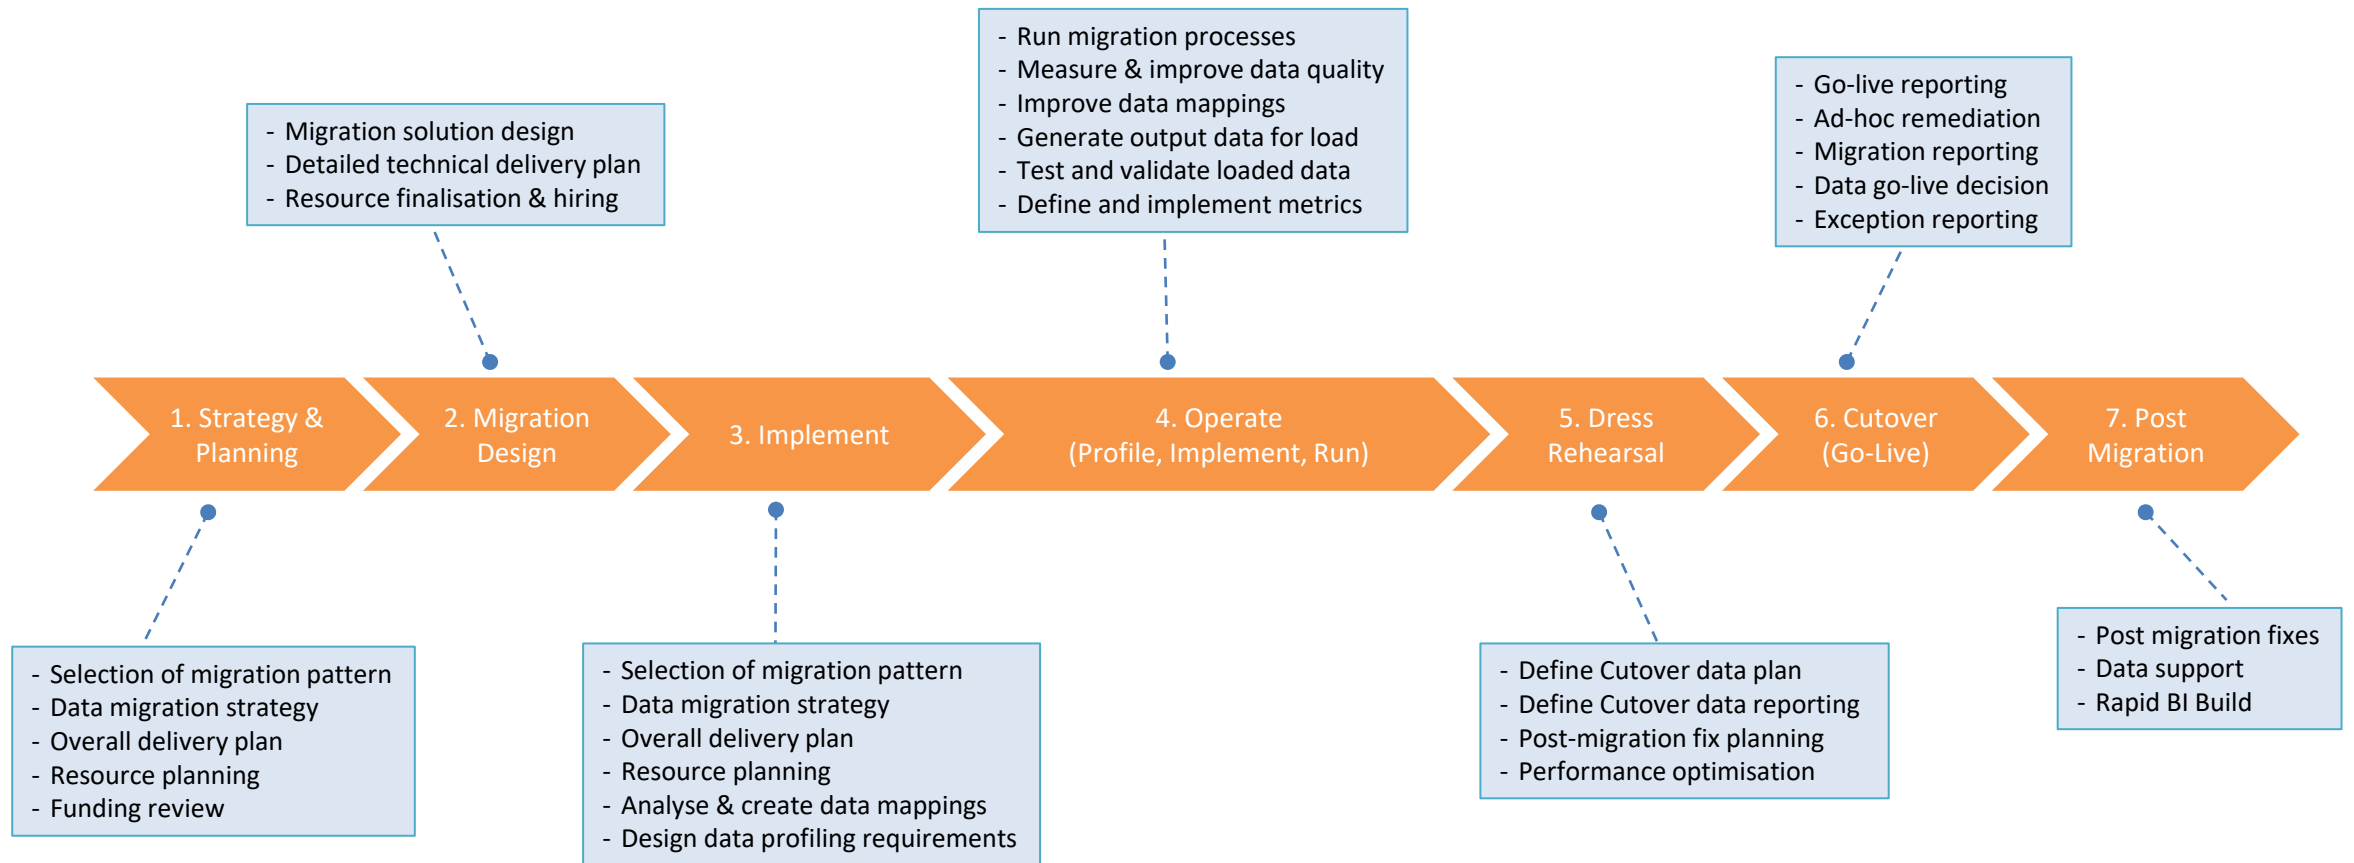 - Run migration processes
- Measure & improve data quality
- Improve data mappings
- Generate output data for load
- Test and validate loaded data
- Define and implement metrics
- Go-live reporting
- Ad-hoc remediation
- Migration reporting
- Data go-live decision
- Exception reporting
- Migration solution design
- Detailed technical delivery plan
- Resource finalisation & hiring
1. Strategy &
Planning
2. Migration
Design
3. Implement
4. Operate
(Profile, Implement, Run)
5. Dress
Rehearsal
6. Cutover
(Go-Live)
7. Post
Migration
- Selection of migration pattern
- Data migration strategy
- Overall delivery plan
- Resource planning
- Funding review
- Selection of migration pattern
- Data migration strategy
- Overall delivery plan
- Resource planning
- Analyse & create data mappings
- Design data profiling requirements
- Define Cutover data plan
- Define Cutover data reporting
- Post-migration fix planning
- Performance optimisation
- Post migration fixes
- Data support
- Rapid BI Build